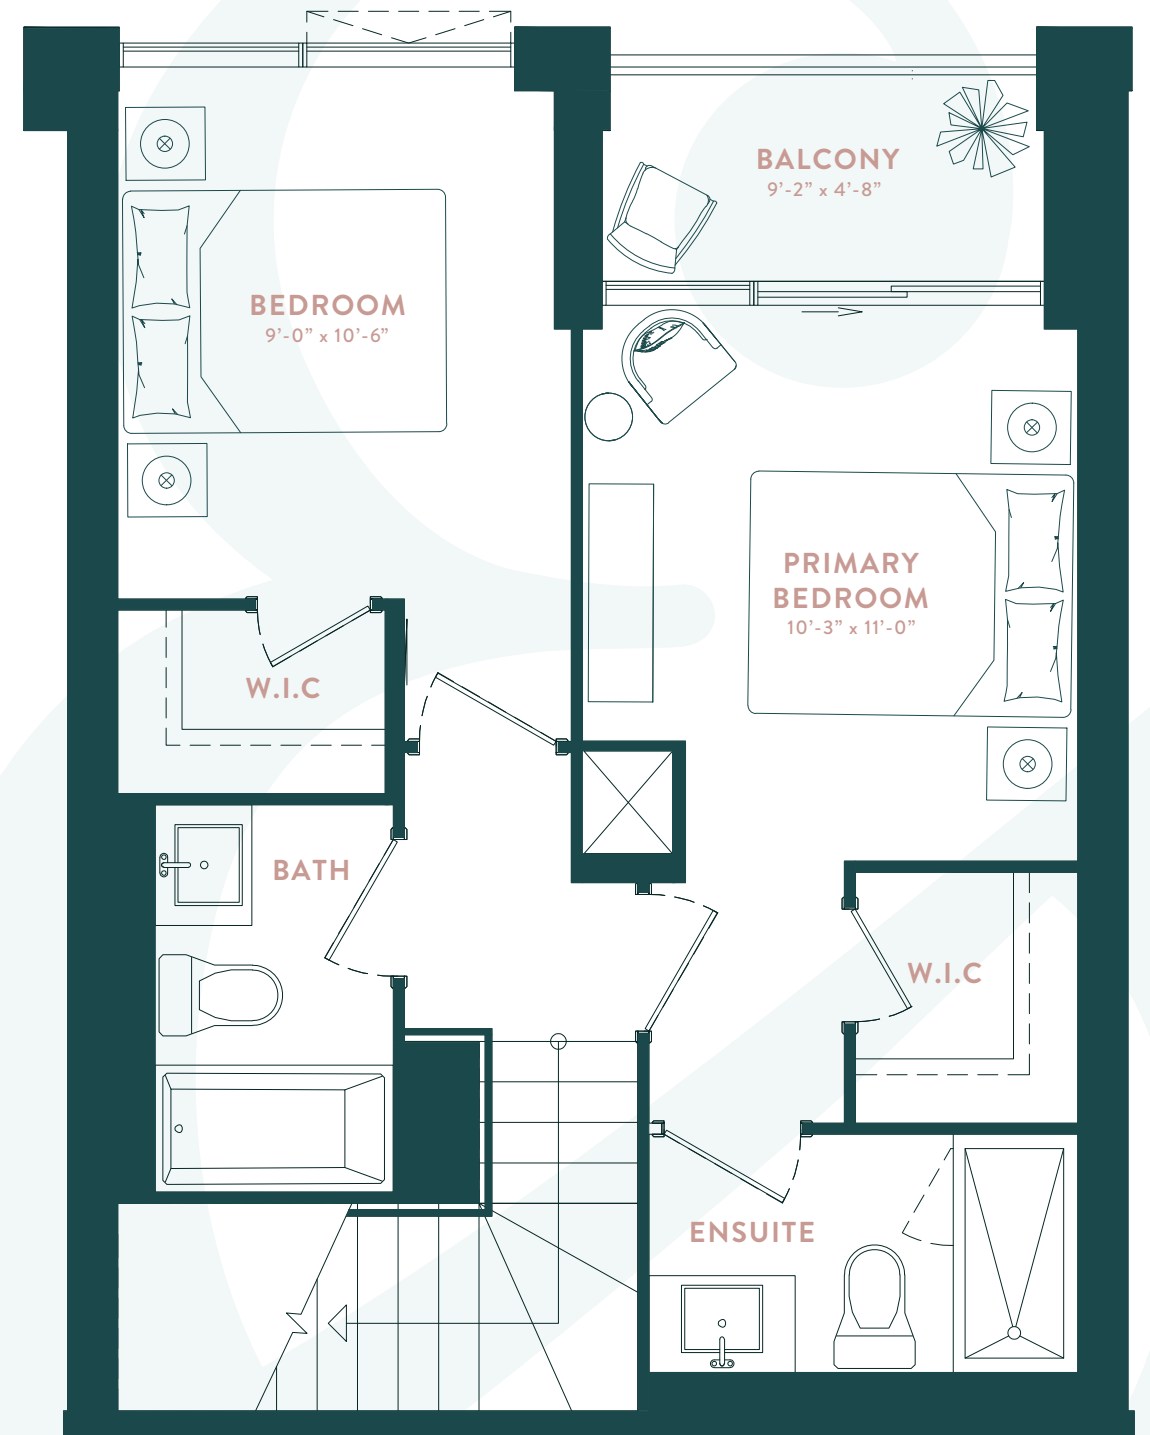 BALCONY
9’-2” x 4’-8”
BEDROOM
9’-0” x 10’-6”
PRIMARY
BEDROOM
10’-3” x 11’-0”
W.I.C
BATH
W.I.C
ENSUITE